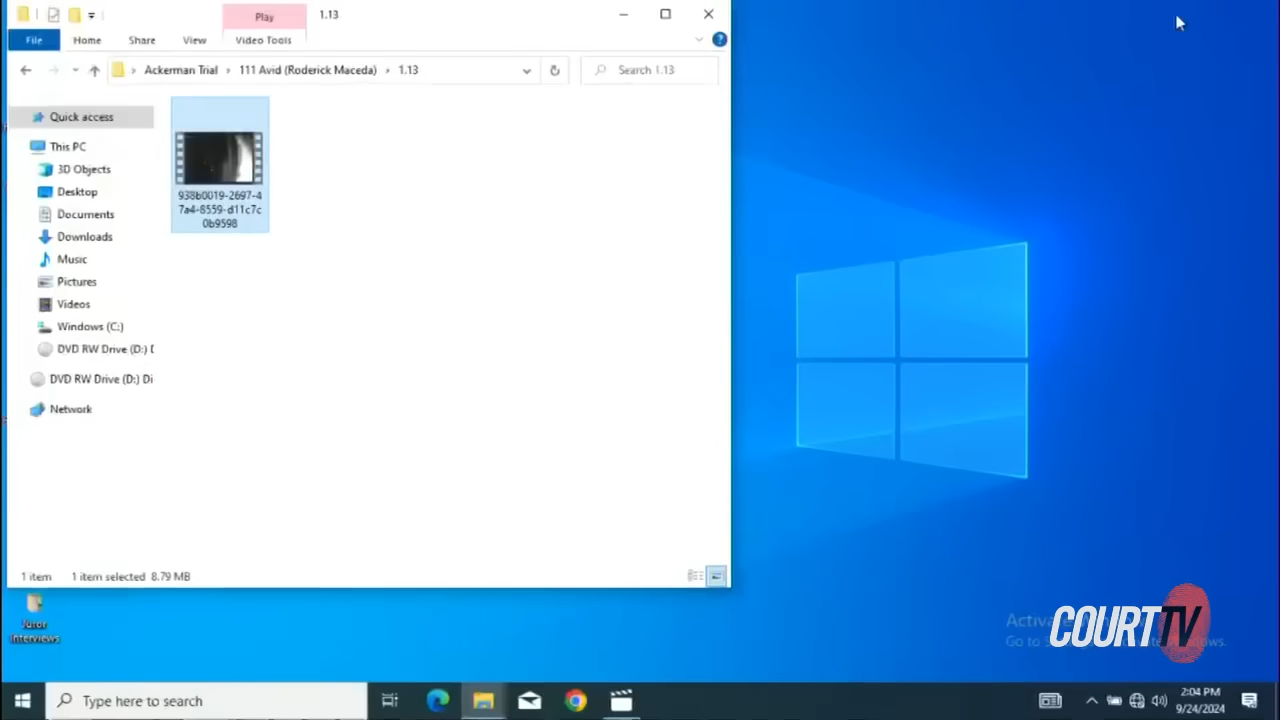 Play
1.13
File
Home
Share
View
Video Tools
Ackerman Trial
111 Avid (Roderick Maceda)
1.13
Search 1.13
Quick access
This PC
3D Objects
Desktop
Documents
Downloads
Music
Pictures
Videos
Windows (C:)
DVD RW Drive (D:) D
DVD RW Drive (D:) Di
Network
938b0019-2697-4
7a4-8559-d11c7c
0b9598
1 item
1 item selected 8.79 MB
Interviews
COURT TV
Type here to search
2:04 PM
9/24/2024